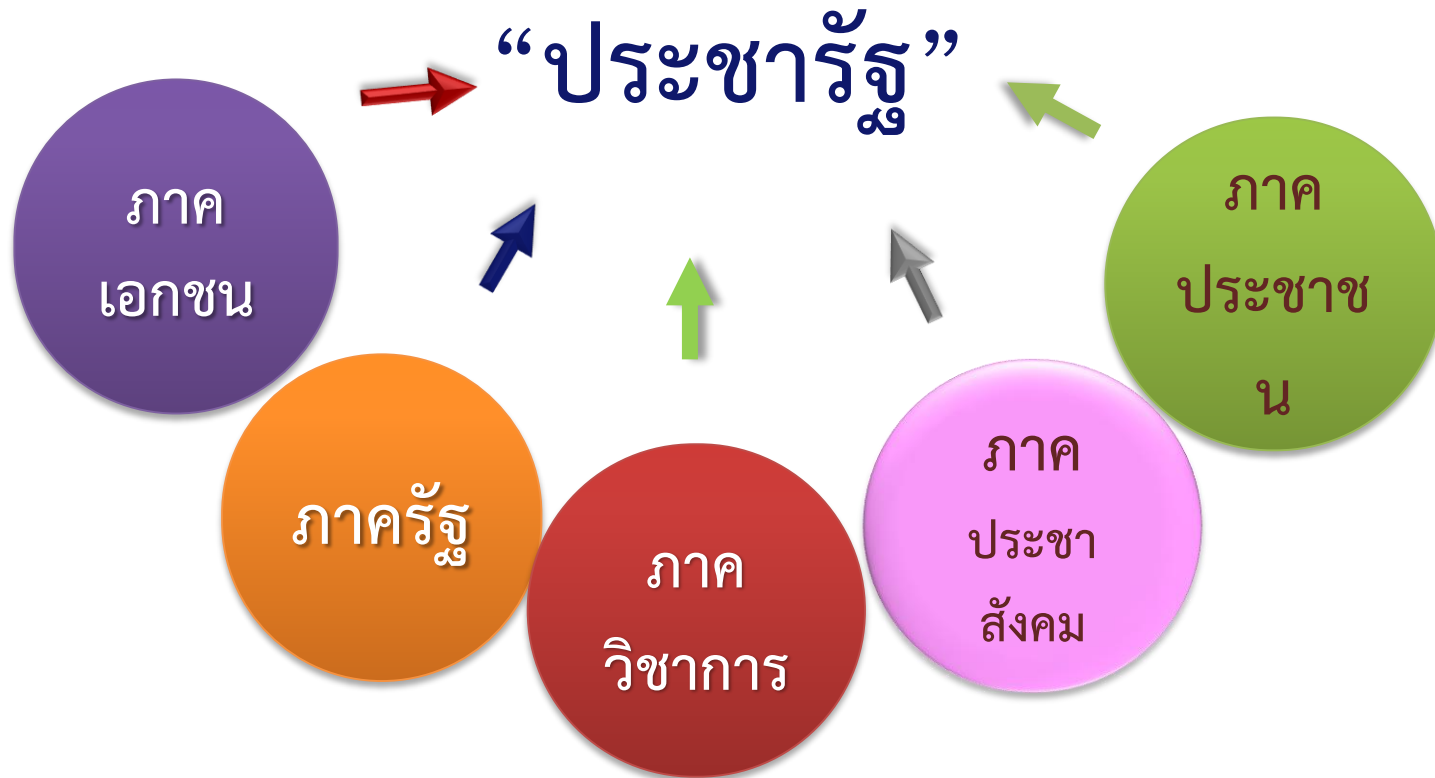 “ประชารัฐ”
ภาค
เอกชน
ภาครัฐ
ภาค
วิชาการ
ภาค
ประชา
สังคม
ภาค
ประชาช
น